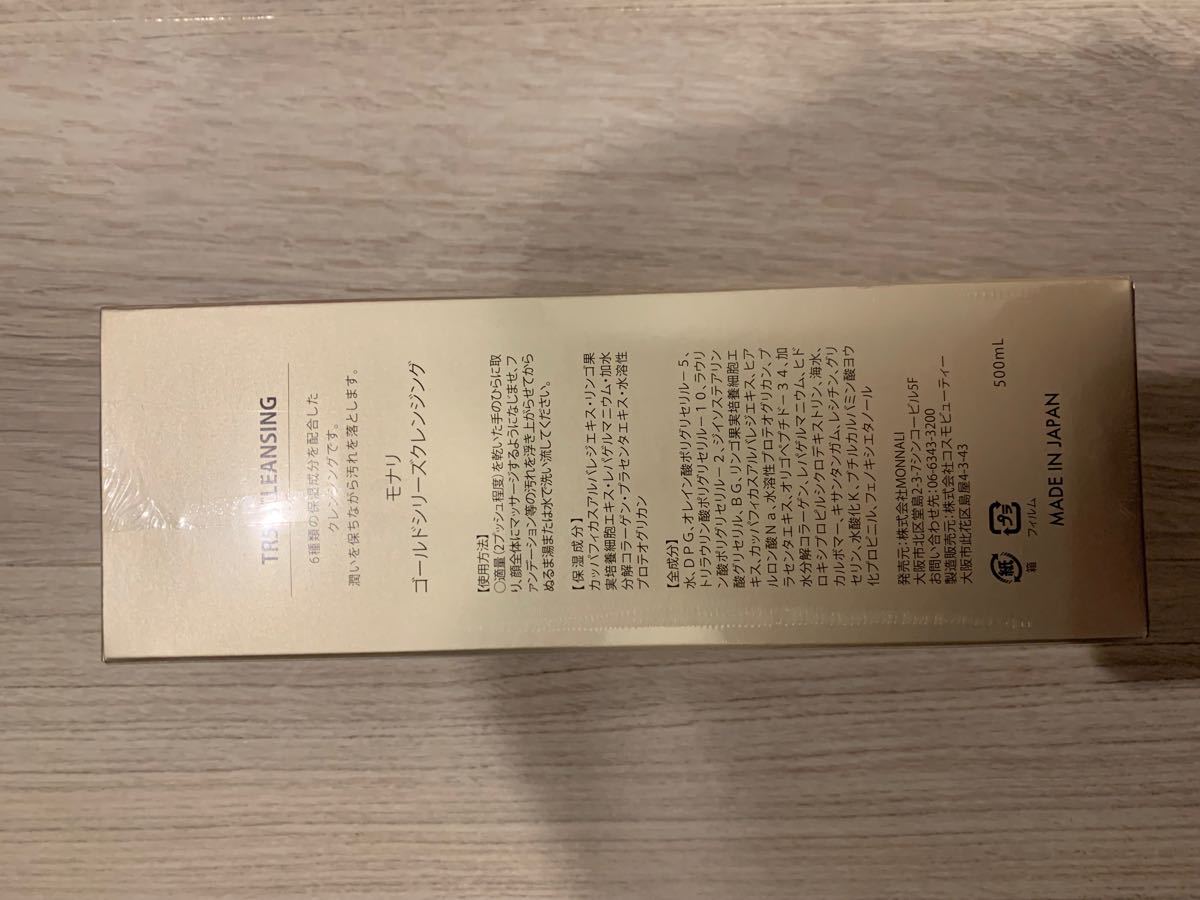 CLEANSING
6種類の保湿成分を配合した
クレンジングです。
潤いを保ちながら汚れを落とします。
モナリ
ゴールドシリーズクレンジング
【使用方法】
○適量(2プッシュ程度)を乾いた手のひらに取
り、顔全体にマッサージするようになじませ、フ
ァンデーション等の汚れを浮き上がらせてから
ぬるま湯または水で洗い流してください。
【保湿成分】
カッパフィカスアルバレジエキス・リンゴ果
実培養細胞エキス・レパゲルマニウム・加水
分解コラーゲン・プラセンタエキス・水溶性
プロテオグリカン
【全成分】
水、DPG、オレイン酸ポリグリセリル－5、
トリラウリン酸ポリグリセリル－10、ラウリ
ン酸ポリグリセリル－2、ジイソステアリン
酸グリセリル、BG、リンゴ果実培養細胞エ
キス、カッパフィカスアルバレジエキス、ヒア
ルロン酸Na、水溶性プロテオグリカン、プ
ラセンタエキス、オリゴペプチド－34、加
水分解コラーゲン、レパゲルマニウム、ヒド
ロキシプロピルシクロデキストリン、海水、
カルボマー、キサンタンガム、レシチン、グリ
セリン、水酸化K、ブチルカルバミン酸ヨウ
化プロピニル、フェノキシエタノール
発売元:株式会社MONNALI
大阪市北区堂島2-3-7シンコービル5F
お問い合わせ先:06-6343-3200
製造販売元:株式会社コスモビューティー
大阪市此花区島屋4-3-43
紙 プラ 500mL
箱 フィルム
MADE IN JAPAN